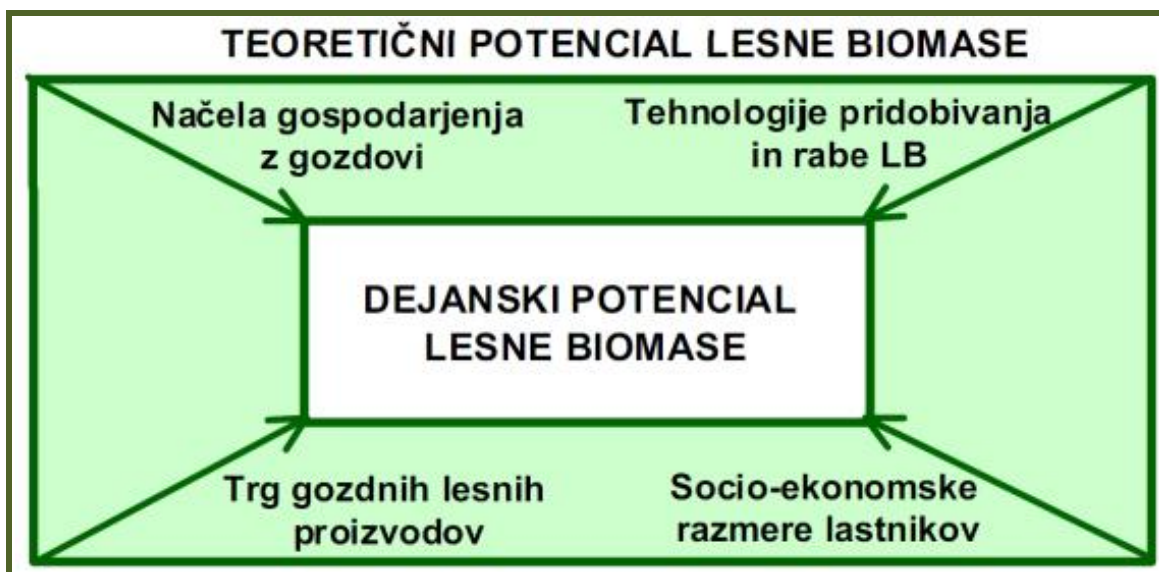 TEORETIČNI POTENCIAL LESNE BIOMASE
Načela gospodarjenja
z gozdovi
Tehnologije pridobivanja
in rabe LB
DEJANSKI POTENCIAL
LESNE BIOMASE
Trg gozdnih lesnih
proizvodov
Socio-ekonomske
razmere lastnikov